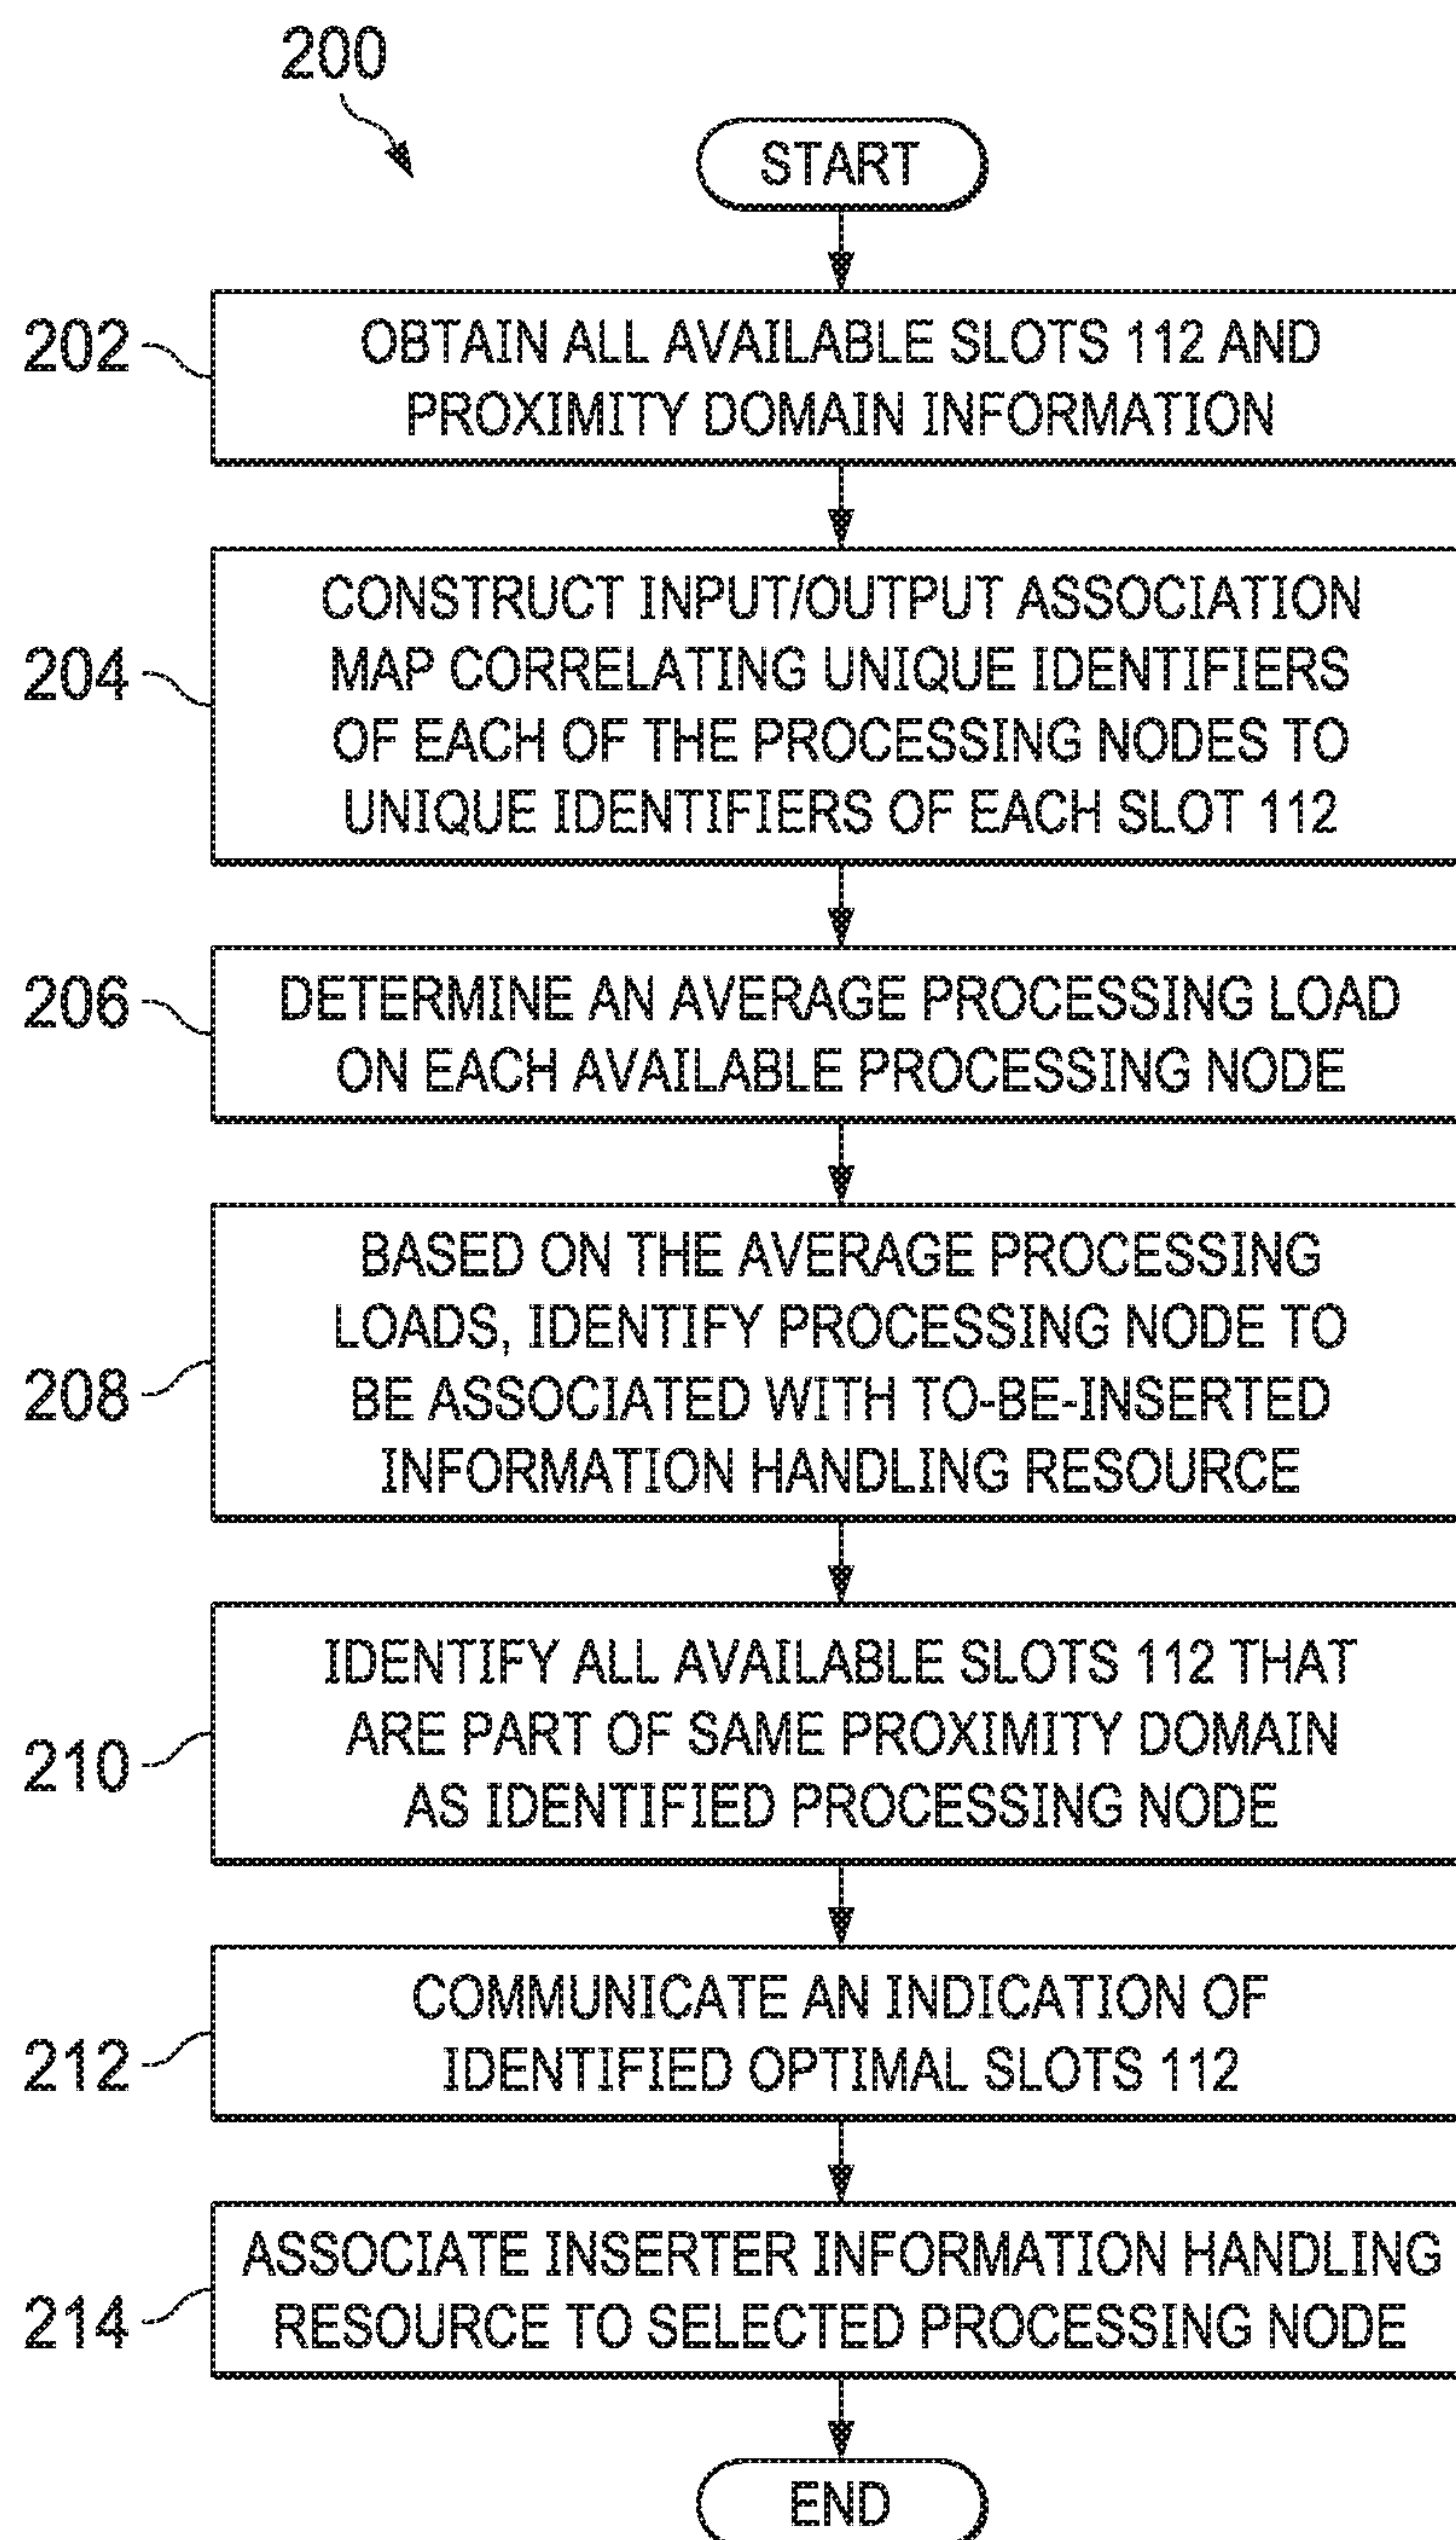 200
START
202
OBTAIN ALL AVAILABLE SLOTS 112 AND
PROXIMITY DOMAIN INFORMATION
204
CONSTRUCT INPUT/OUTPUT ASSOCIATION
MAP CORRELATING UNIQUE IDENTIFIERS
OF EACH OF THE PROCESSING NODES TO
UNIQUE IDENTIFIERS OF EACH SLOT 112
206
DETERMINE AN AVERAGE PROCESSING LOAD
ON EACH AVAILABLE PROCESSING NODE
208
BASED ON THE AVERAGE PROCESSING
LOADS, IDENTIFY PROCESSING NODE TO
BE ASSOCIATED WITH TO-BE-INSERTED
INFORMATION HANDLING RESOURCE
210
IDENTIFY ALL AVAILABLE SLOTS 112 THAT
ARE PART OF SAME PROXIMITY DOMAIN
AS IDENTIFIED PROCESSING NODE
212
COMMUNICATE AN INDICATION OF
IDENTIFIED OPTIMAL SLOTS 112
214
ASSOCIATE INSERTER INFORMATION HANDLING
RESOURCE TO SELECTED PROCESSING NODE
END